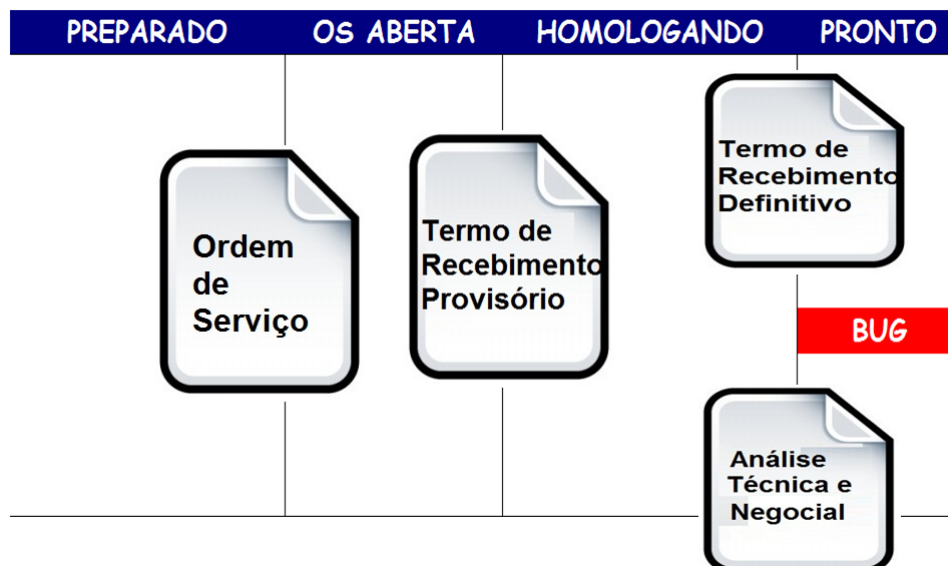 PREPARADO
OS ABERTA
HOMOLOGANDO
PRONTO
Ordem
de
Serviço
Termo de
Recebimento
Provisório
Termo de
Recebimento
Definitivo
BUG
Análise
Técnica e
Negocial